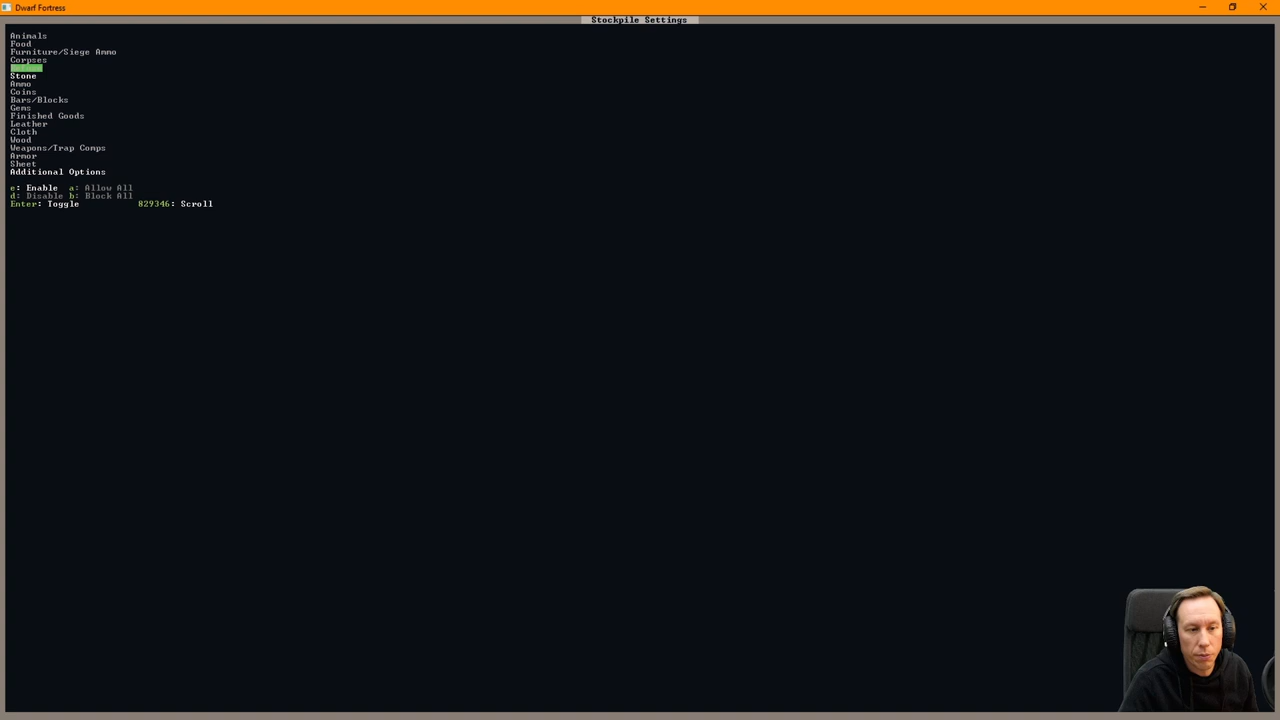 Dwarf Fortress
Stockpile Settings
Animals
Food
Furniture/Siege Ammo
Corpses
Stone
Ammo
Coins
Bars/Blocks
Gems
Finished Goods
Leather
Cloth
Wood
Weapons/Trap Comps
Armor
Sheet
Additional Options
e: Enable a: Allow All
d: Disable b: Block All
Enter: Toggle 829346: Scroll